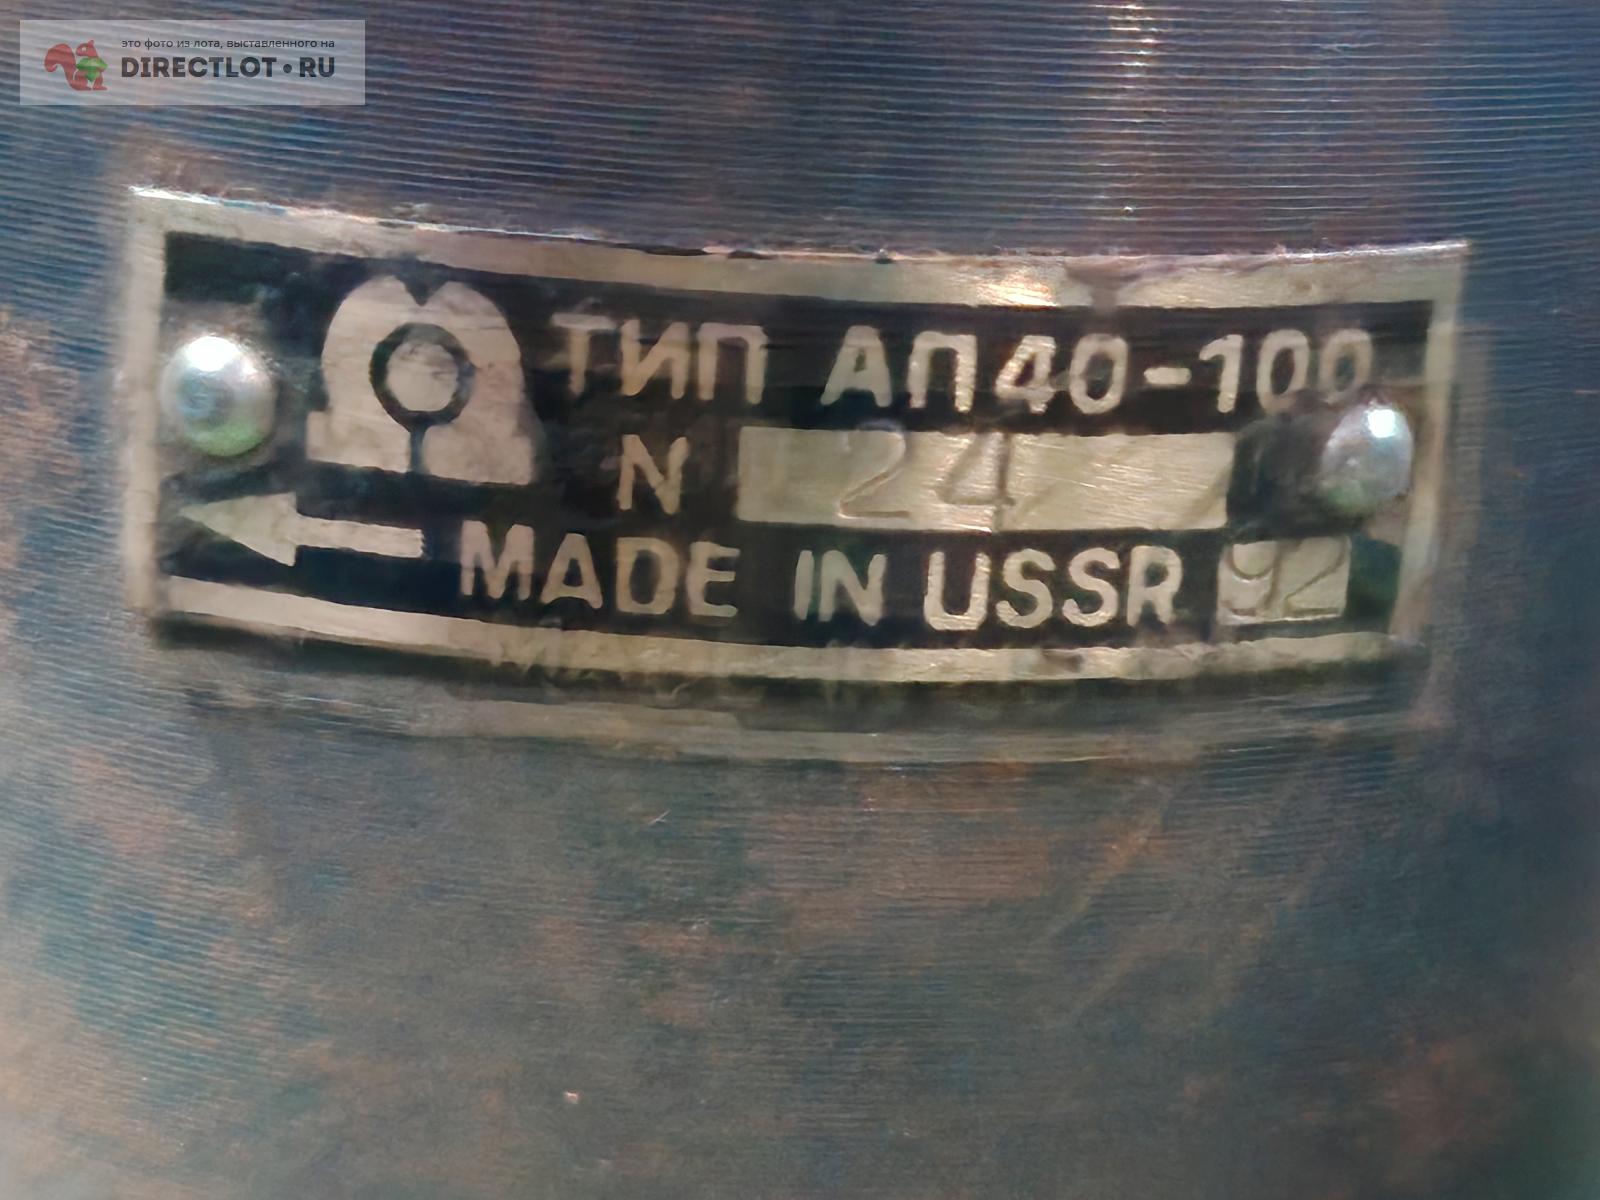 это фото из лота, выставленного на
DIRECTLOT•RU
ТИП АП40-100
N 24
MADE IN USSR 92